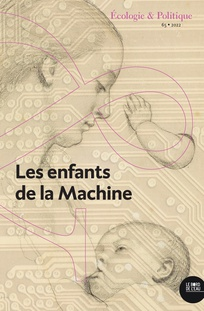 Écologie & Politique
65 • 2022
Les enfants
de la Machine
LE BORD
DE L'EAU